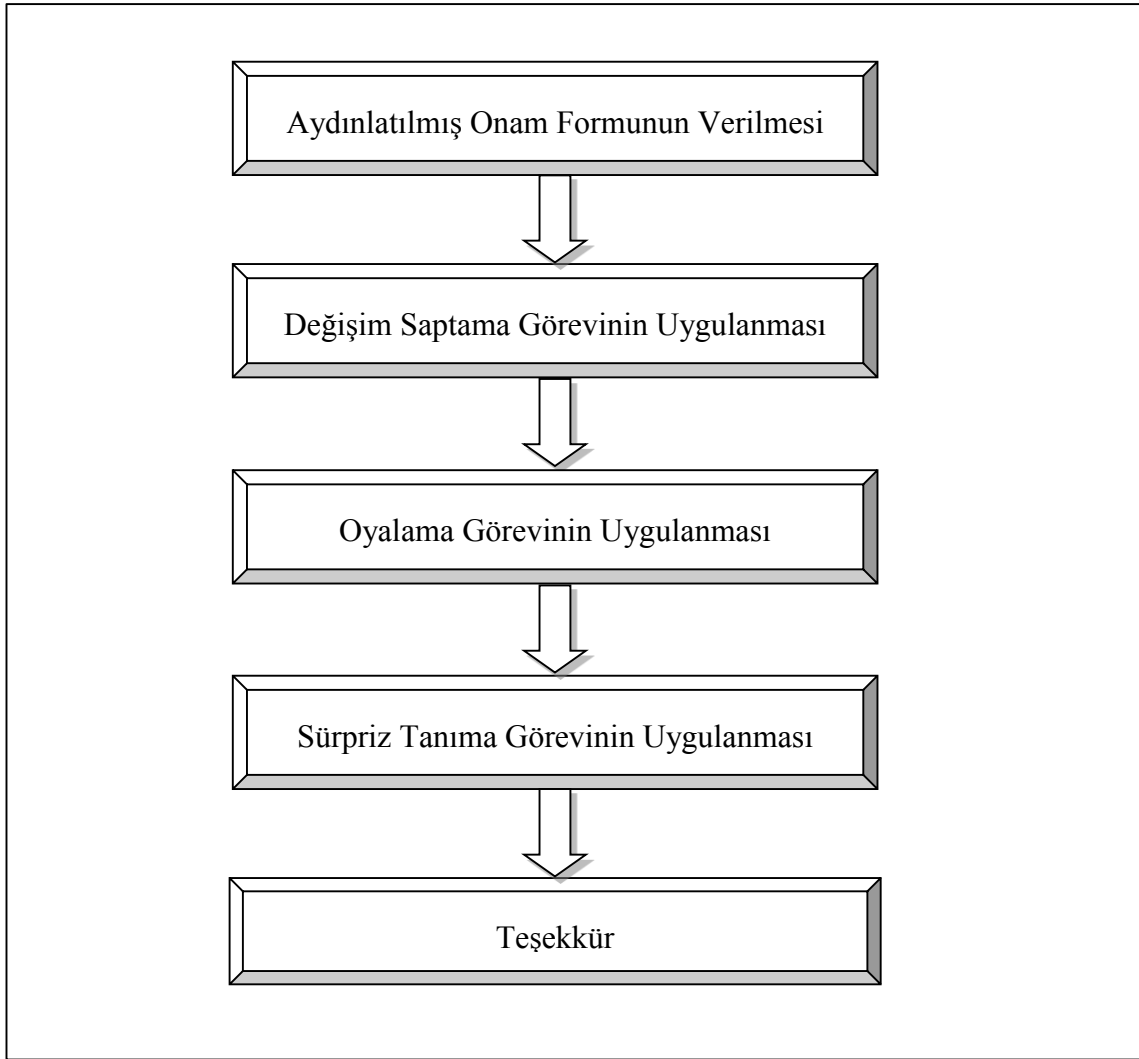 Aydınlatılmış Onam Formunun Verilmesi
Değişim Saptama Görevinin Uygulanması
Oyalama Görevinin Uygulanması
Sürpriz Tanıma Görevinin Uygulanması
Teşekkür